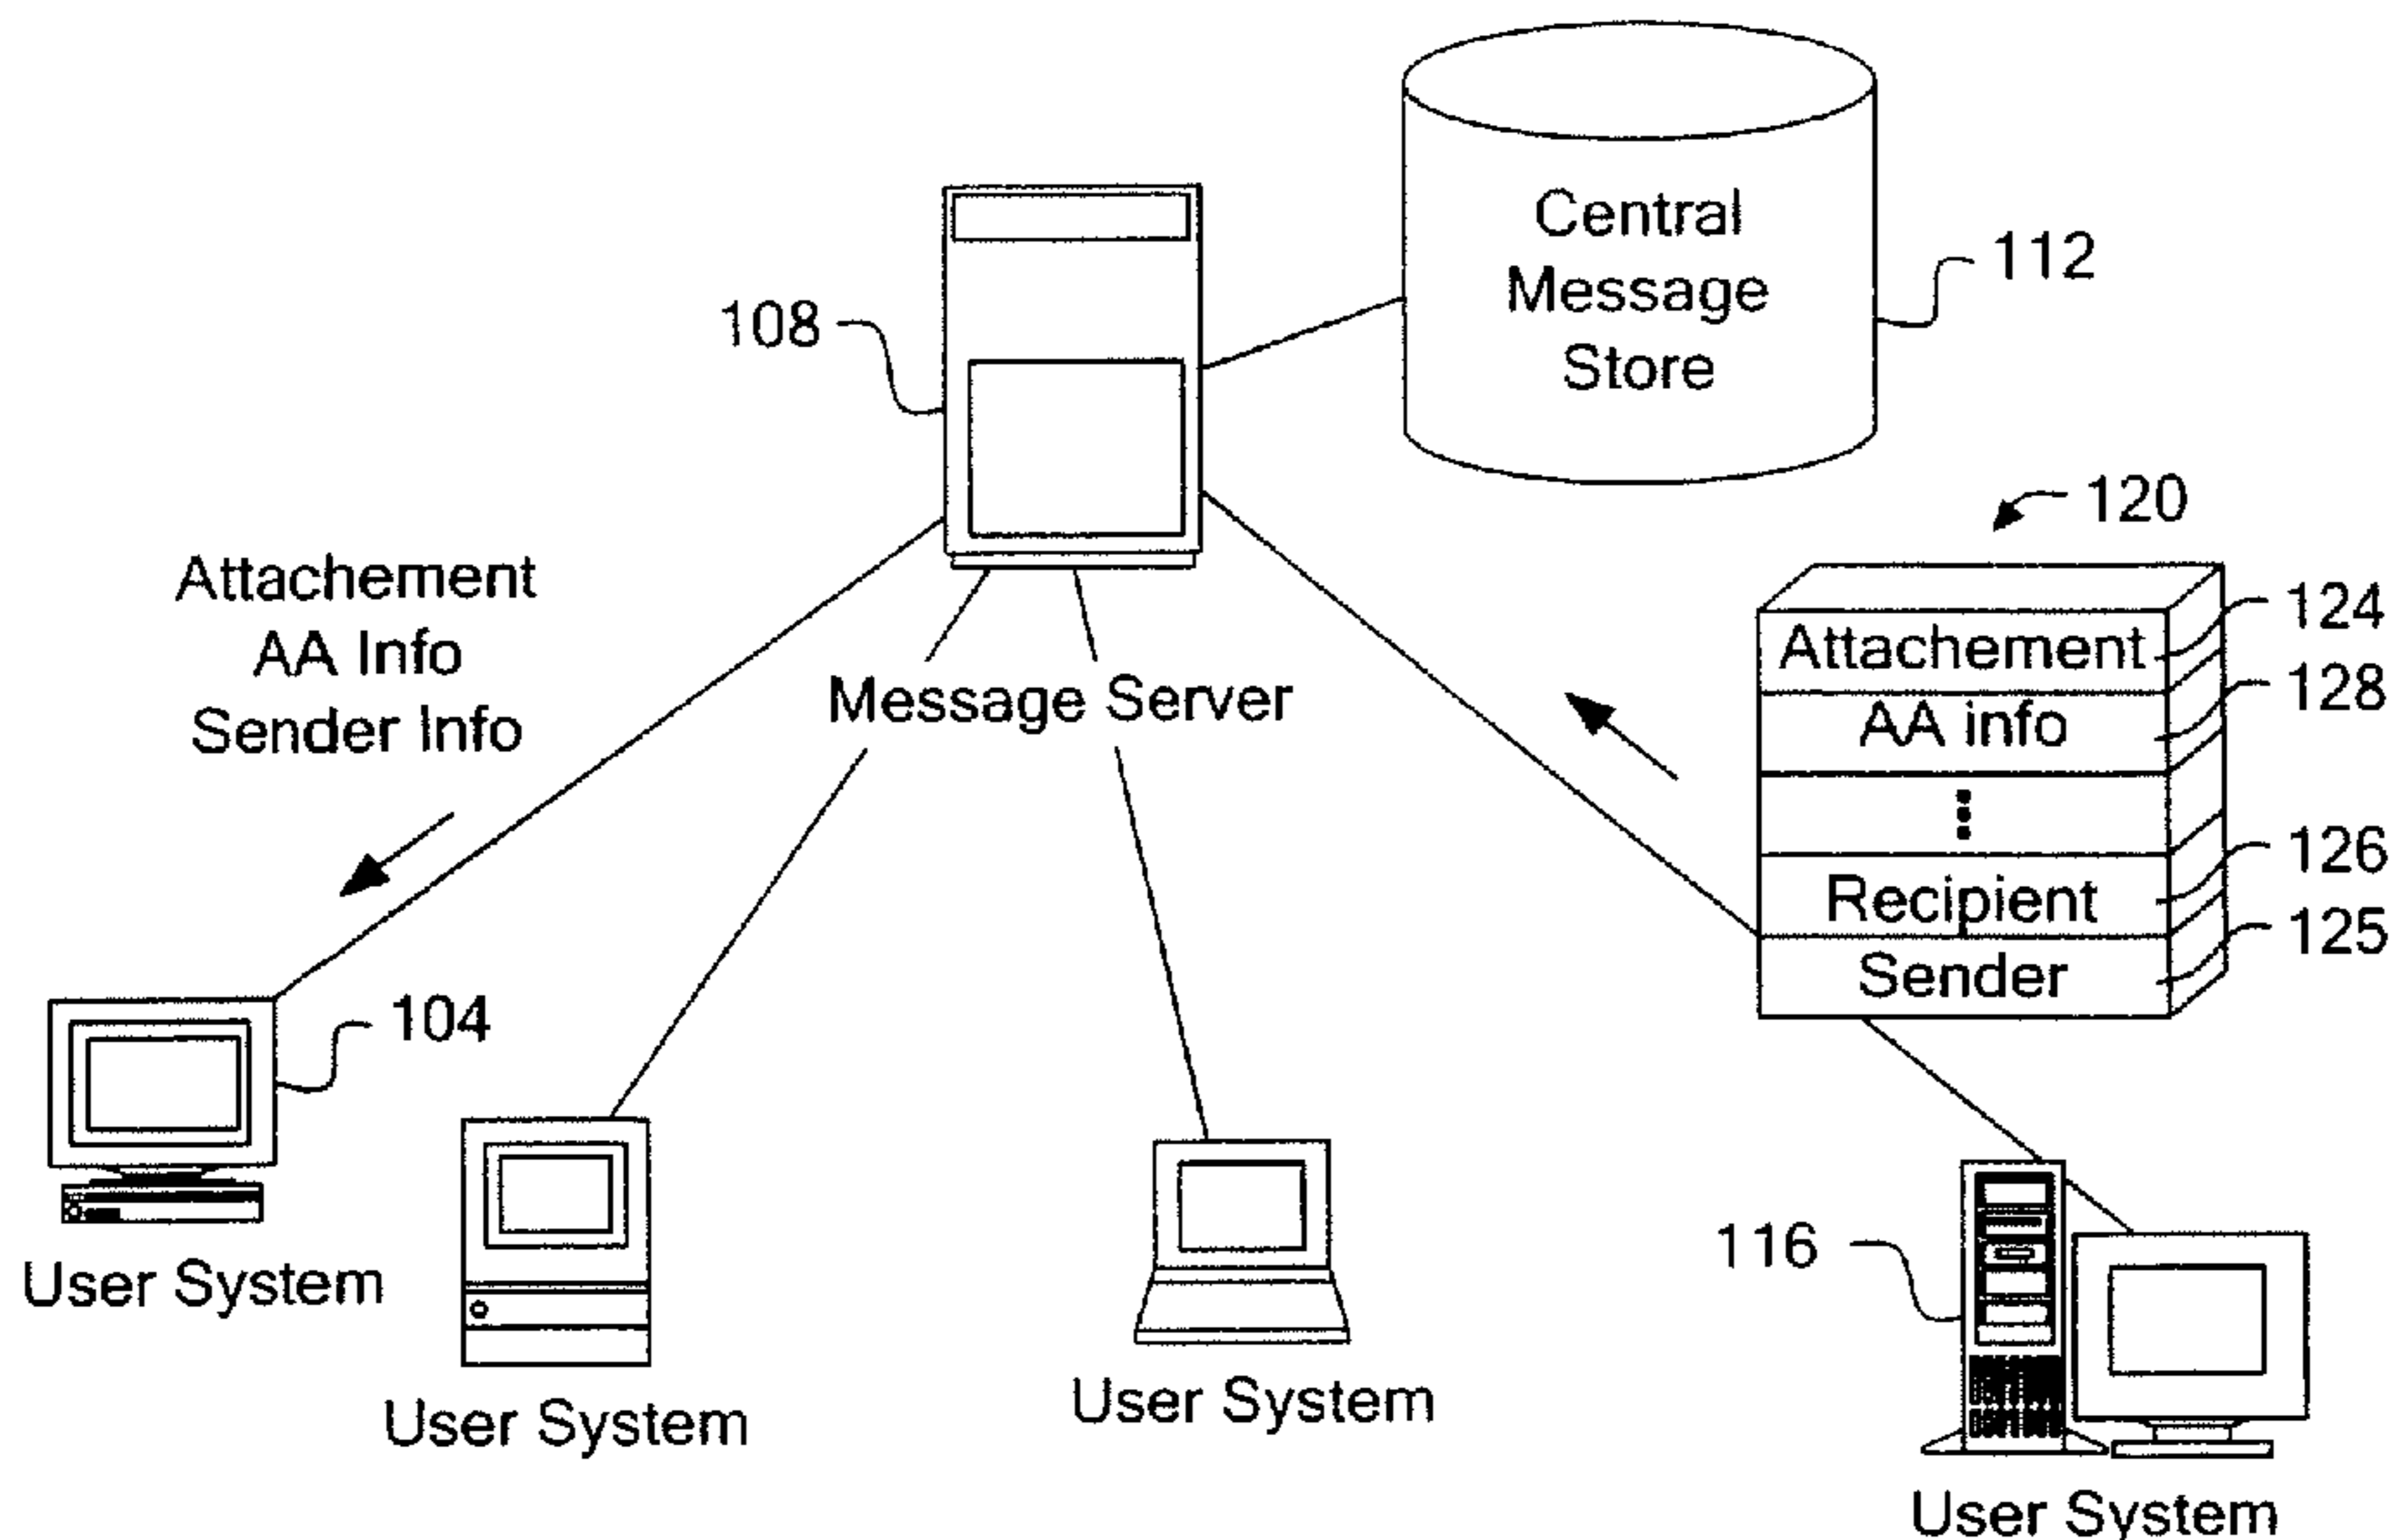 Central
Message
Store
112
108
120
Attachement
AA Info
Sender Info
Message Server
Attachement
124
AA info
128
Recipient
126
Sender
125
104
User System
User System
User System
116
User System